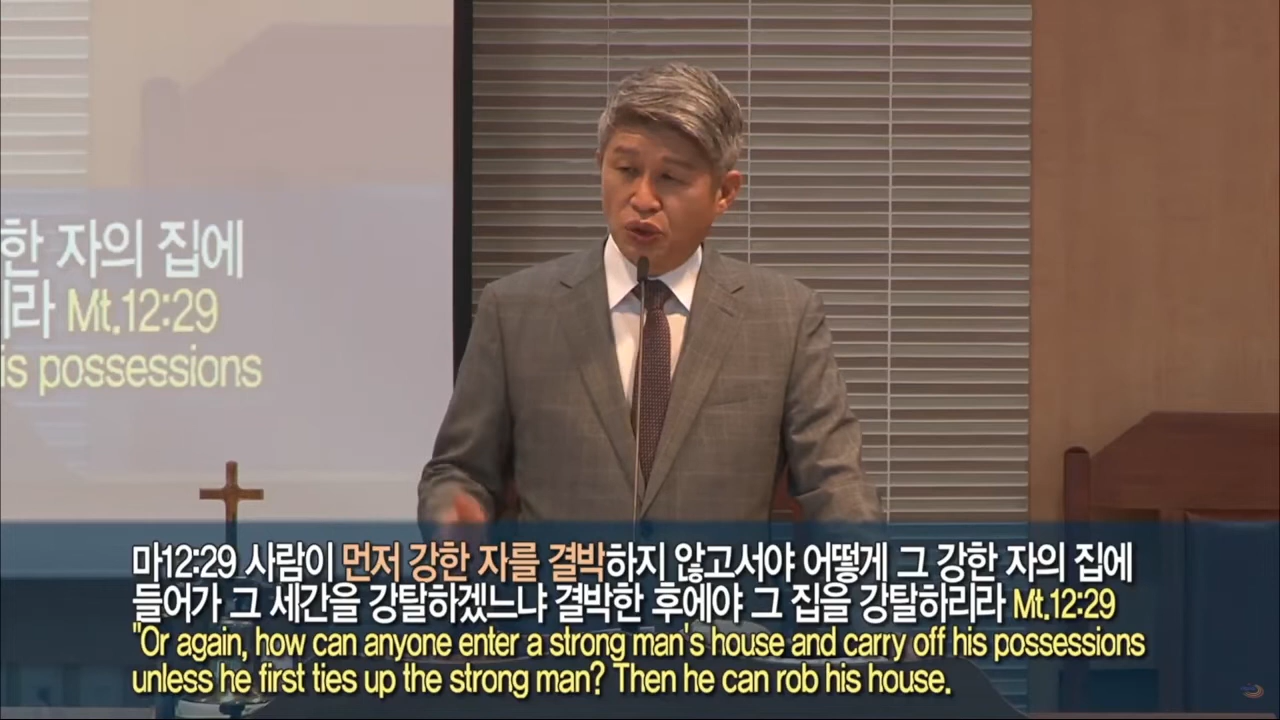 한 자의 집에
리라 Mt.12:29
is possessions
마12:29 사람이 먼저 강한 자를 결박하지 않고서야 어떻게 그 강한 자의 집에
들어가 그 세간을 강탈하겠느냐 결박한 후에야 그 집을 강탈하리라 Mt.12:29
"Or again, how can anyone enter a strong man's house and carry off his possessions
unless he first ties up the strong man? Then he can rob his house.